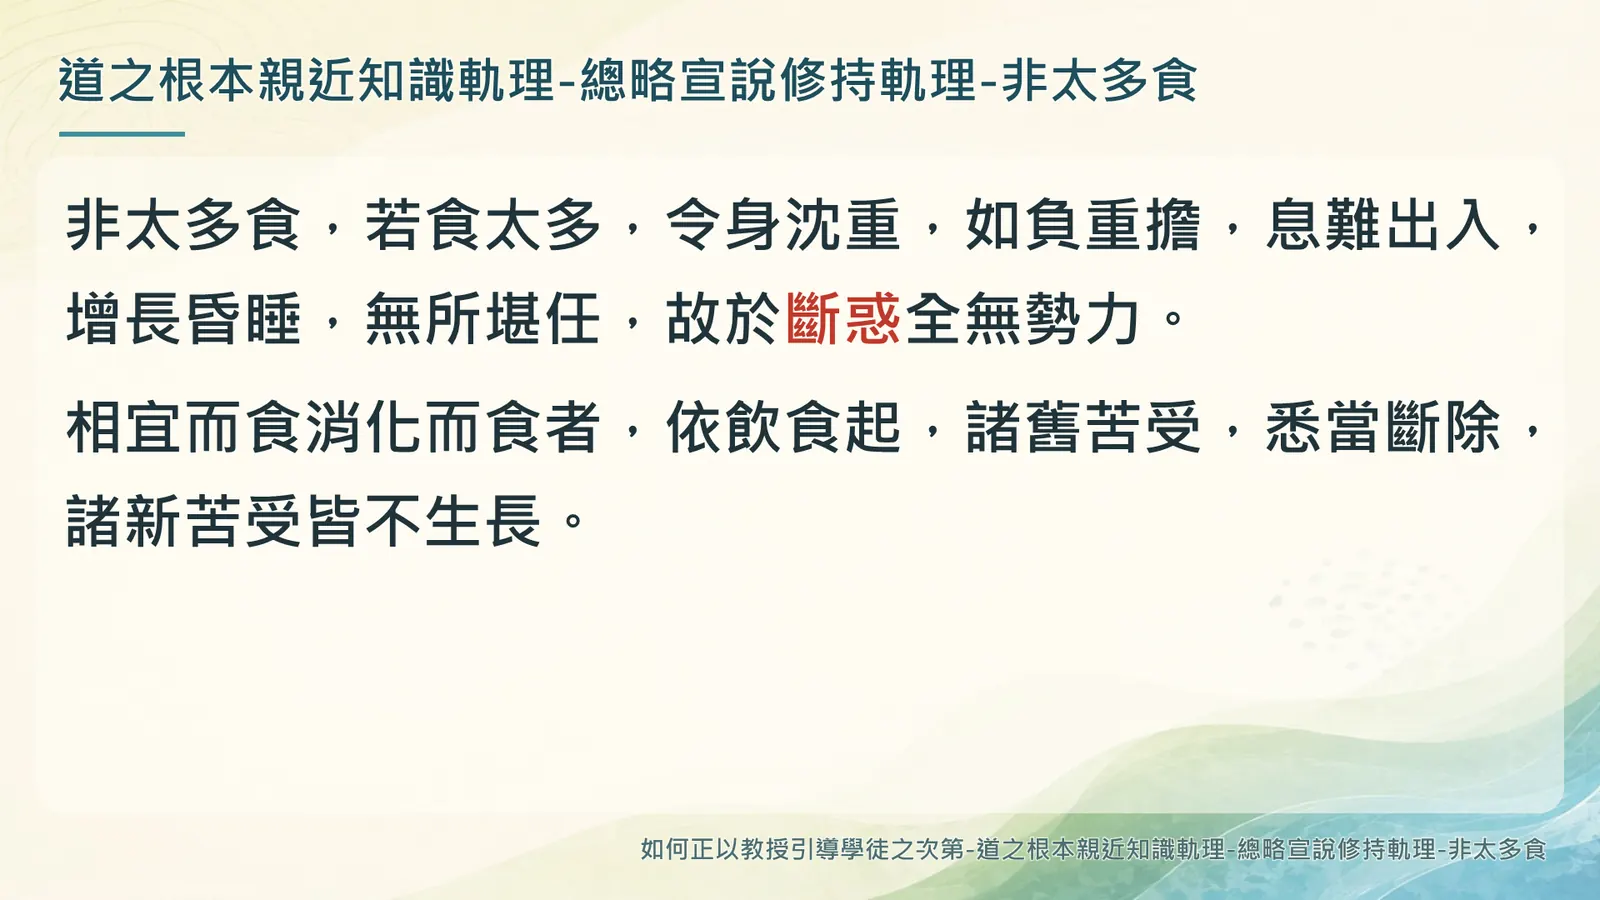 道之根本親近知識軌理-總略宣說修持軌理-非太多食
非太多食，若食太多，令身沈重，如負重擔，息難出入，
增長昏睡，無所堪任，故於斷惑全無勢力。
相宜而食消化而食者，依飲食起，諸舊苦受，悉當斷除，
諸新苦受皆不生長。
如何正以教授引導學徒之次第-道之根本親近知識軌理-總略宣說修持軌理-非太多食